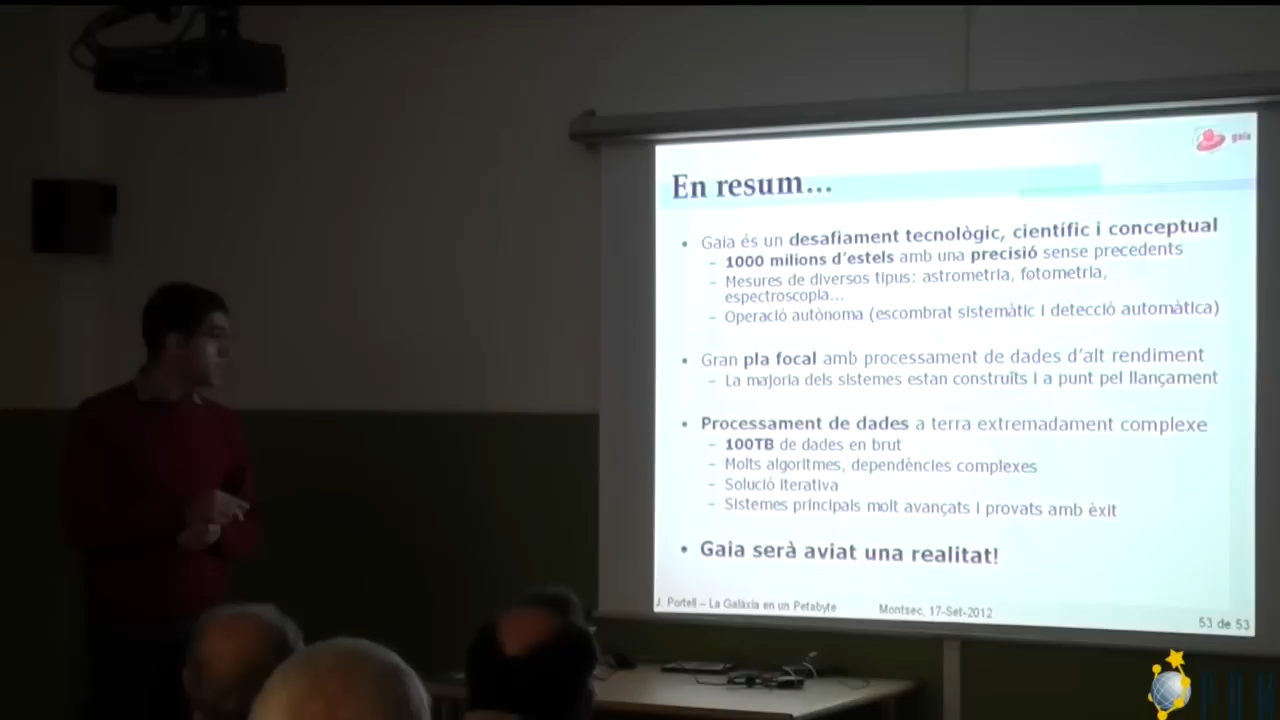 gaia
En resum...
• Gaia és un desafiament tecnològic, científic i conceptual
– 1000 milions d'estels amb una precisió sense precedents
– Mesures de diversos tipus: astrometria, fotometria,
espectroscopia...
– Operació autònoma (escombrat sistemàtic i detecció automàtica)
• Gran pla focal amb processament de dades d'alt rendiment
– La majoria dels sistemes estan construïts i a punt pel llançament
• Processament de dades a terra extremadament complexe
– 100TB de dades en brut
– Molts algoritmes, dependències complexes
– Solució iterativa
– Sistemes principals molt avançats i provats amb èxit
• Gaia serà aviat una realitat!
J. Portell – La Galàxia en un Petabyte Montsec, 17-Set-2012 53 de 53